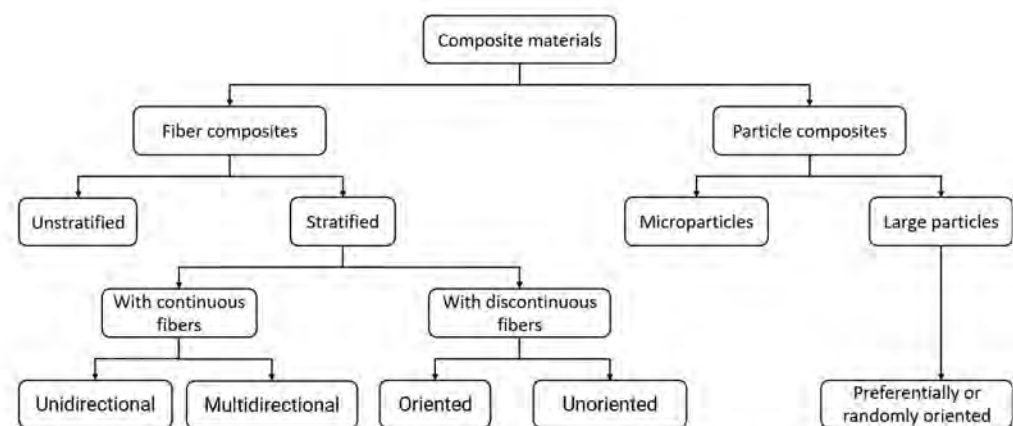 Composite materials
Fiber composites
Particle composites
Unstratified
Stratified
Microparticles
Large particles
With continuous
fibers
With discontinuous
fibers
Unidirectional
Multidirectional
Oriented
Unoriented
Preferentially or
randomly oriented